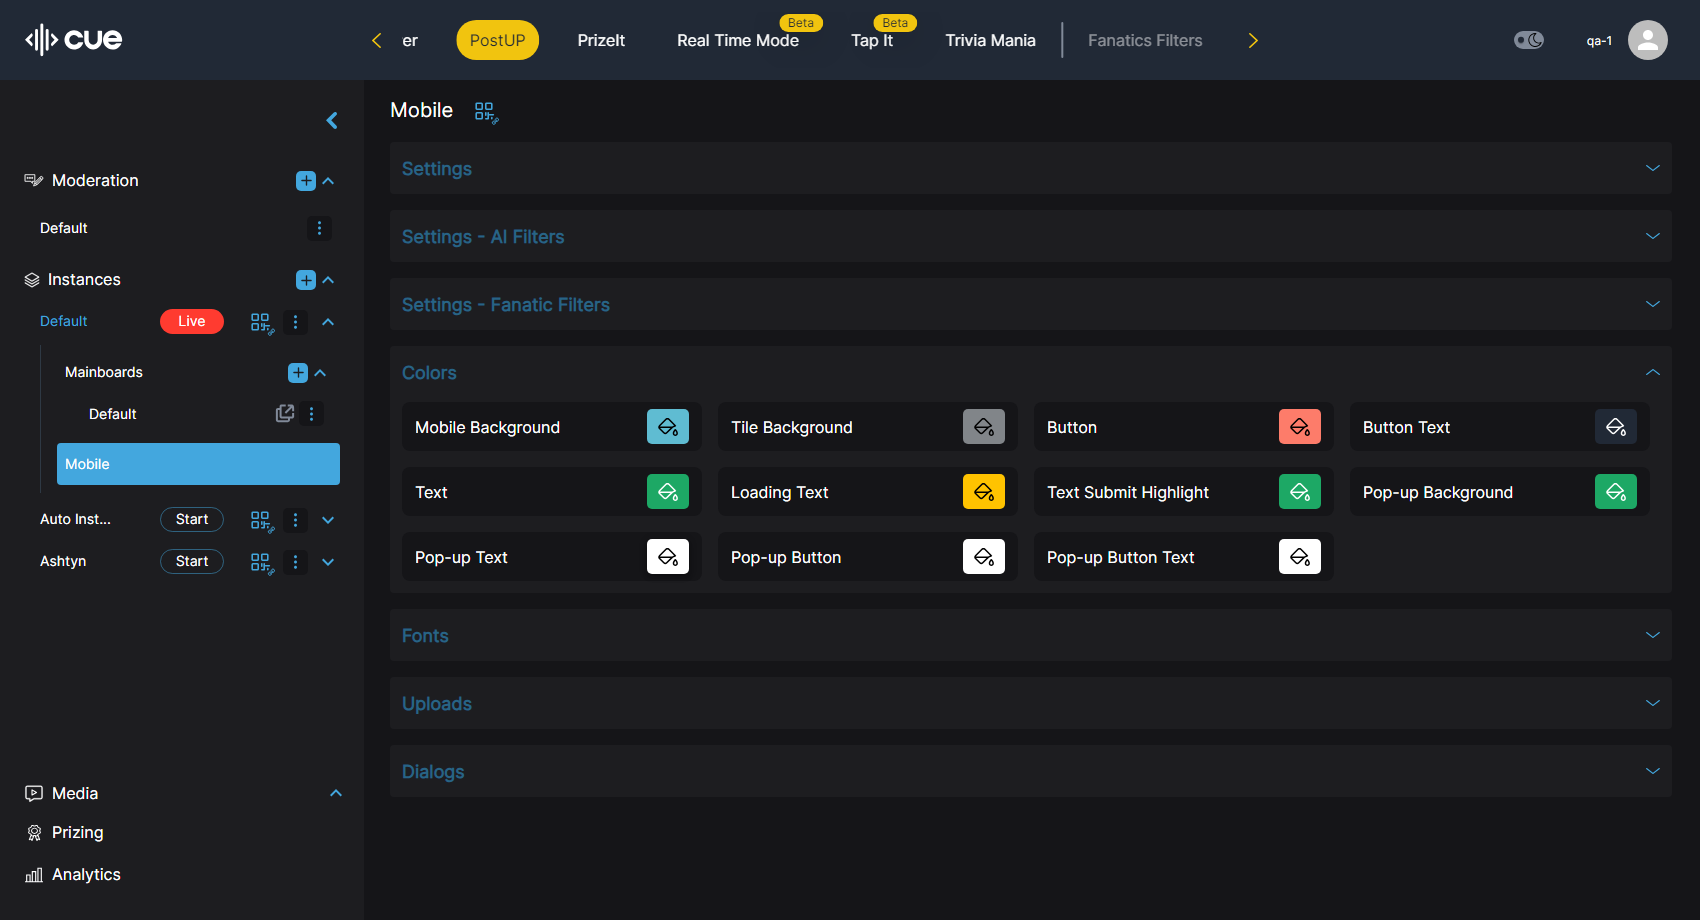 cue
er
PostUP
PrizeIt
Real Time Mode
Beta
Tap It
Beta
Trivia Mania
Fanatics Filters
qa-1
Moderation
Default
Instances
Default
Live
Mainboards
Default
Mobile
Auto Inst...
Start
Ashtyn
Start
Media
Prizing
Analytics
Mobile
Settings
Settings - AI Filters
Settings - Fanatic Filters
Colors
Mobile Background
Tile Background
Button
Button Text
Text
Loading Text
Text Submit Highlight
Pop-up Background
Pop-up Text
Pop-up Button
Pop-up Button Text
Fonts
Uploads
Dialogs